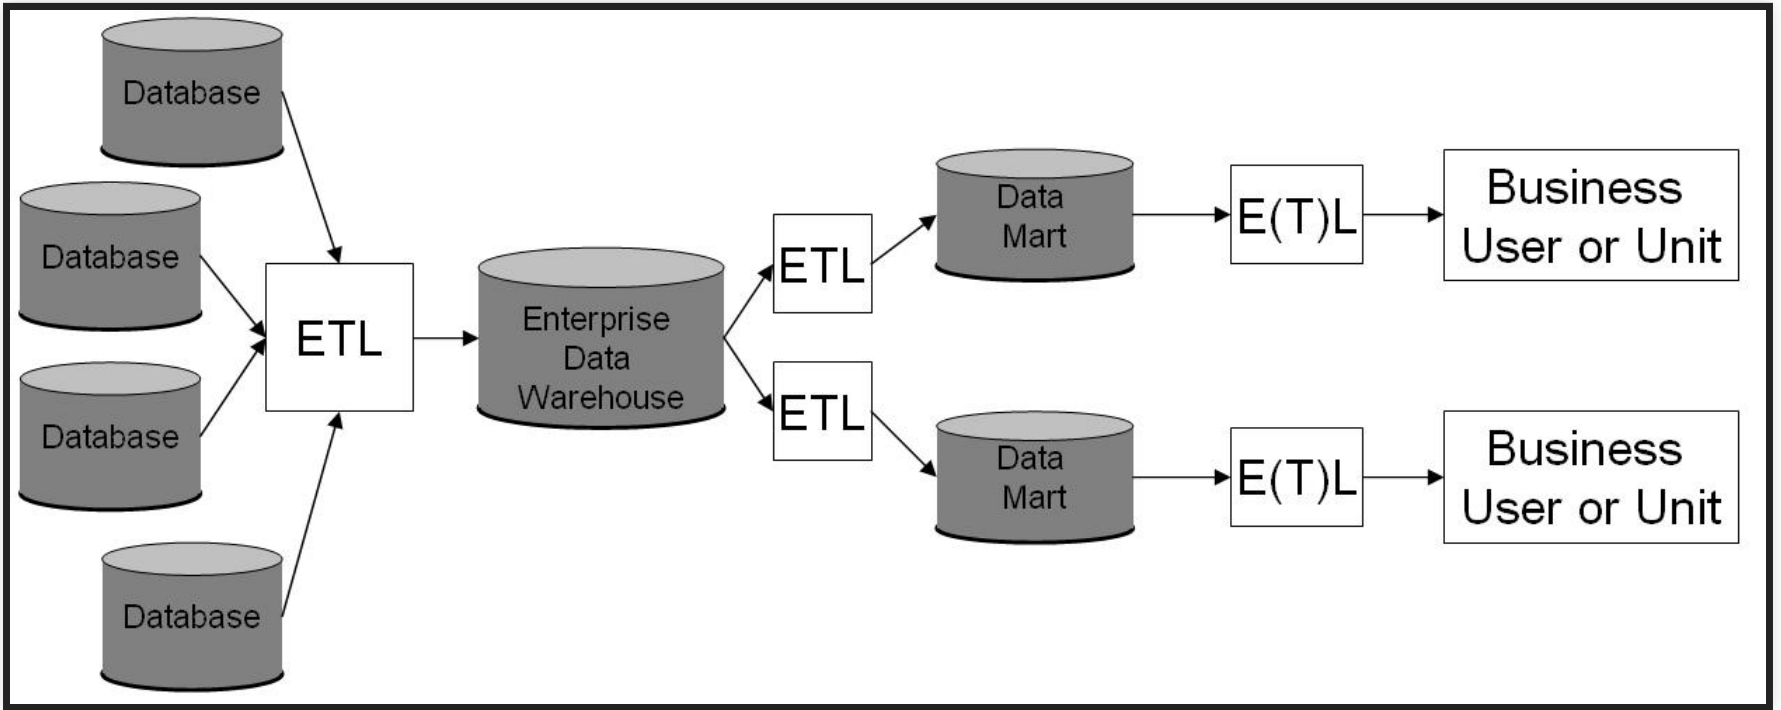 Database
Database
Database
Database
ETL
Enterprise
Data
Warehouse
ETL
ETL
Data
Mart
E(T)L
Business
User or Unit
Data
Mart
E(T)L
Business
User or Unit